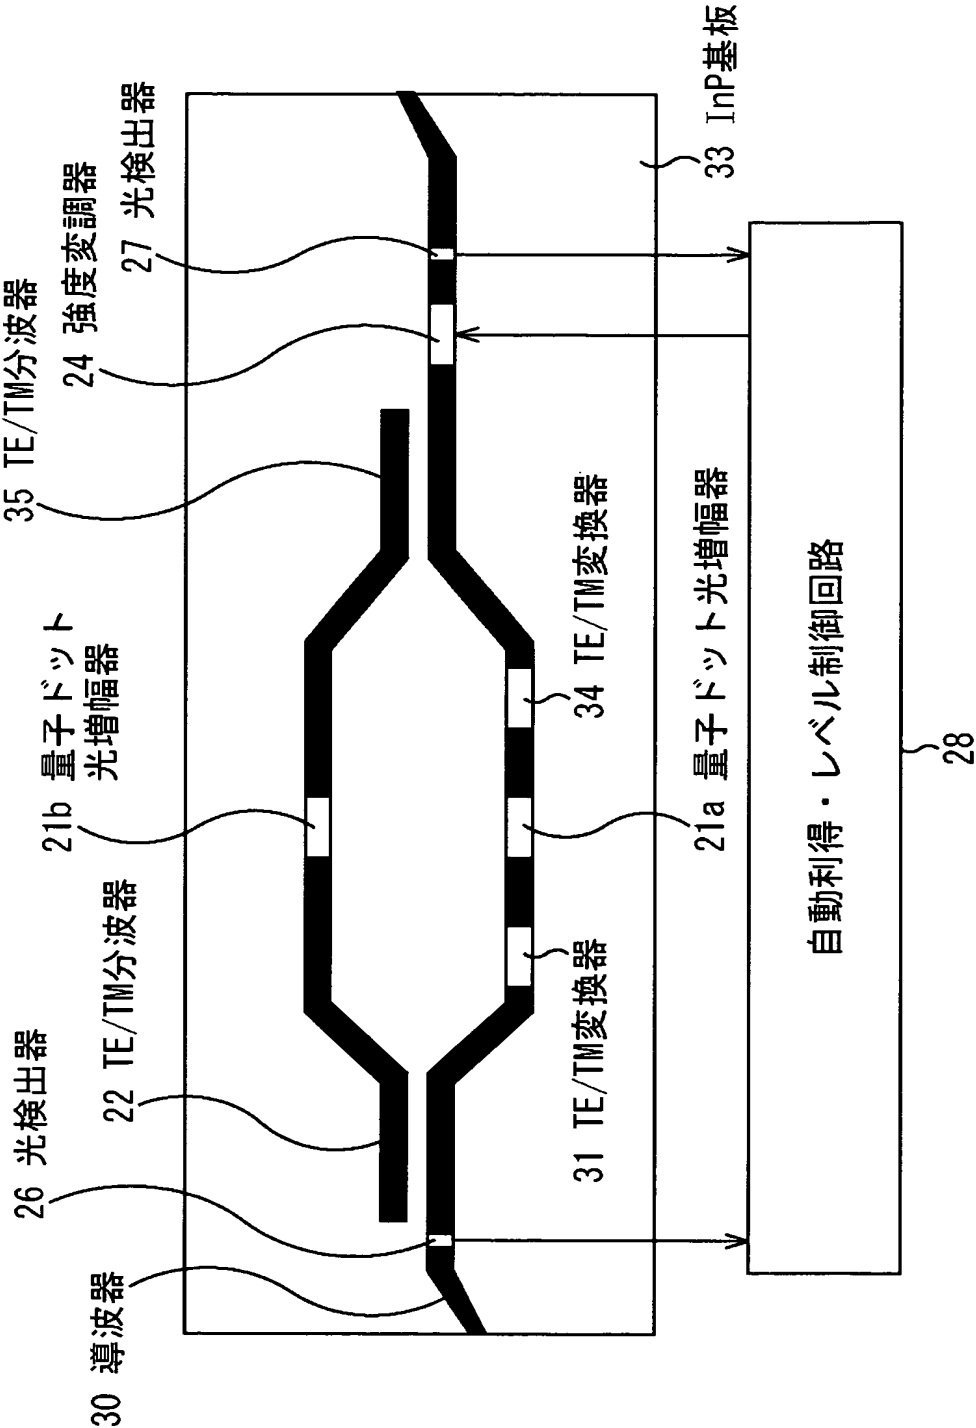 30 導波器
26 光検出器
22 TE/TM分波器
21b 量子ドット
光増幅器
35 TE/TM分波器
24 強度変調器
27 光検出器
31 TE/TM変換器
34 TE/TM変換器
33 InP基板
21a 量子ドット光増幅器
自動利得・レベル制御回路
28